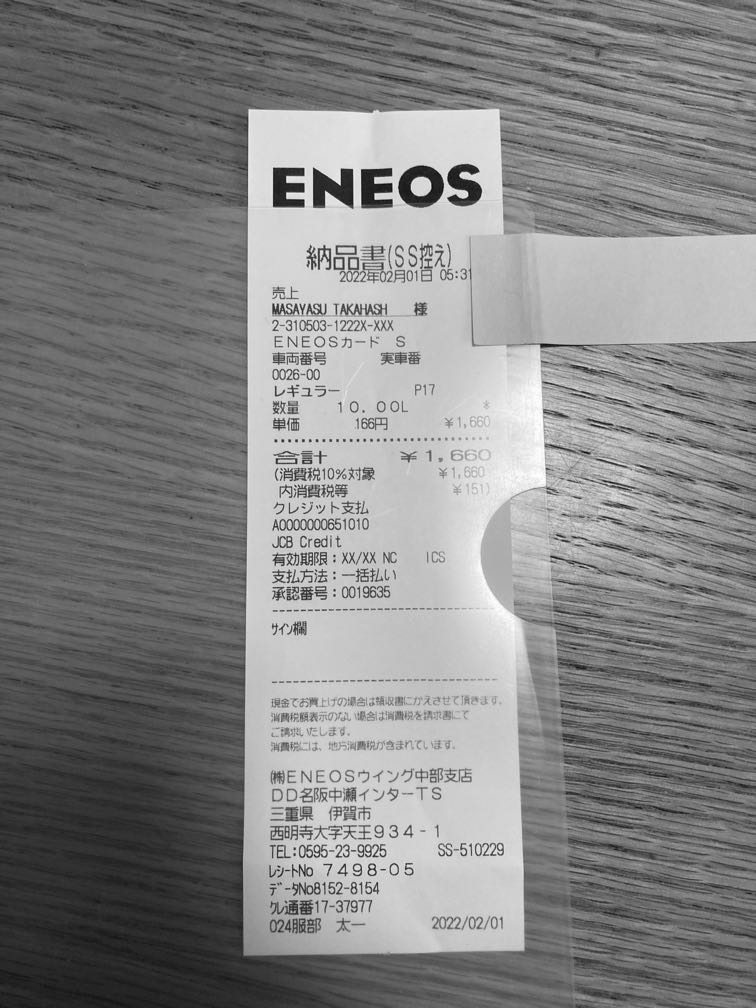 ENEOS
納品書(SS控え)
2022年02月01日 05:31
売上
MASAYASU TAKAHASH 様
2-310503-1222X-XXX
ENEOSカード S
車両番号 実車番
0026-00
レギュラー P17
数量 10.00L *
単価 166円 ¥1,660
合計 ¥1,660
(消費税10%対象 ¥1,660
内消費税等 ¥151)
クレジット支払
A0000000651010
JCB Credit
有効期限:XX/XX NC ICS
支払方法:一括払い
承認番号:0019635
サイン欄
現金でお買上げの場合は領収書にかえさせて頂きます。
消費税額表示のない場合は消費税を請求書にて
ご請求いたします。
消費税には、地方消費税が含まれています。
㈱ENEOSウイング中部支店
DD名阪中瀬インターTS
三重県 伊賀市
西明寺大字天王934-1
TEL:0595-23-9925 SS-510229
レシートNo 7498-05
データNo8152-8154
クレ通番17-37977
024服部 太一 2022/02/01